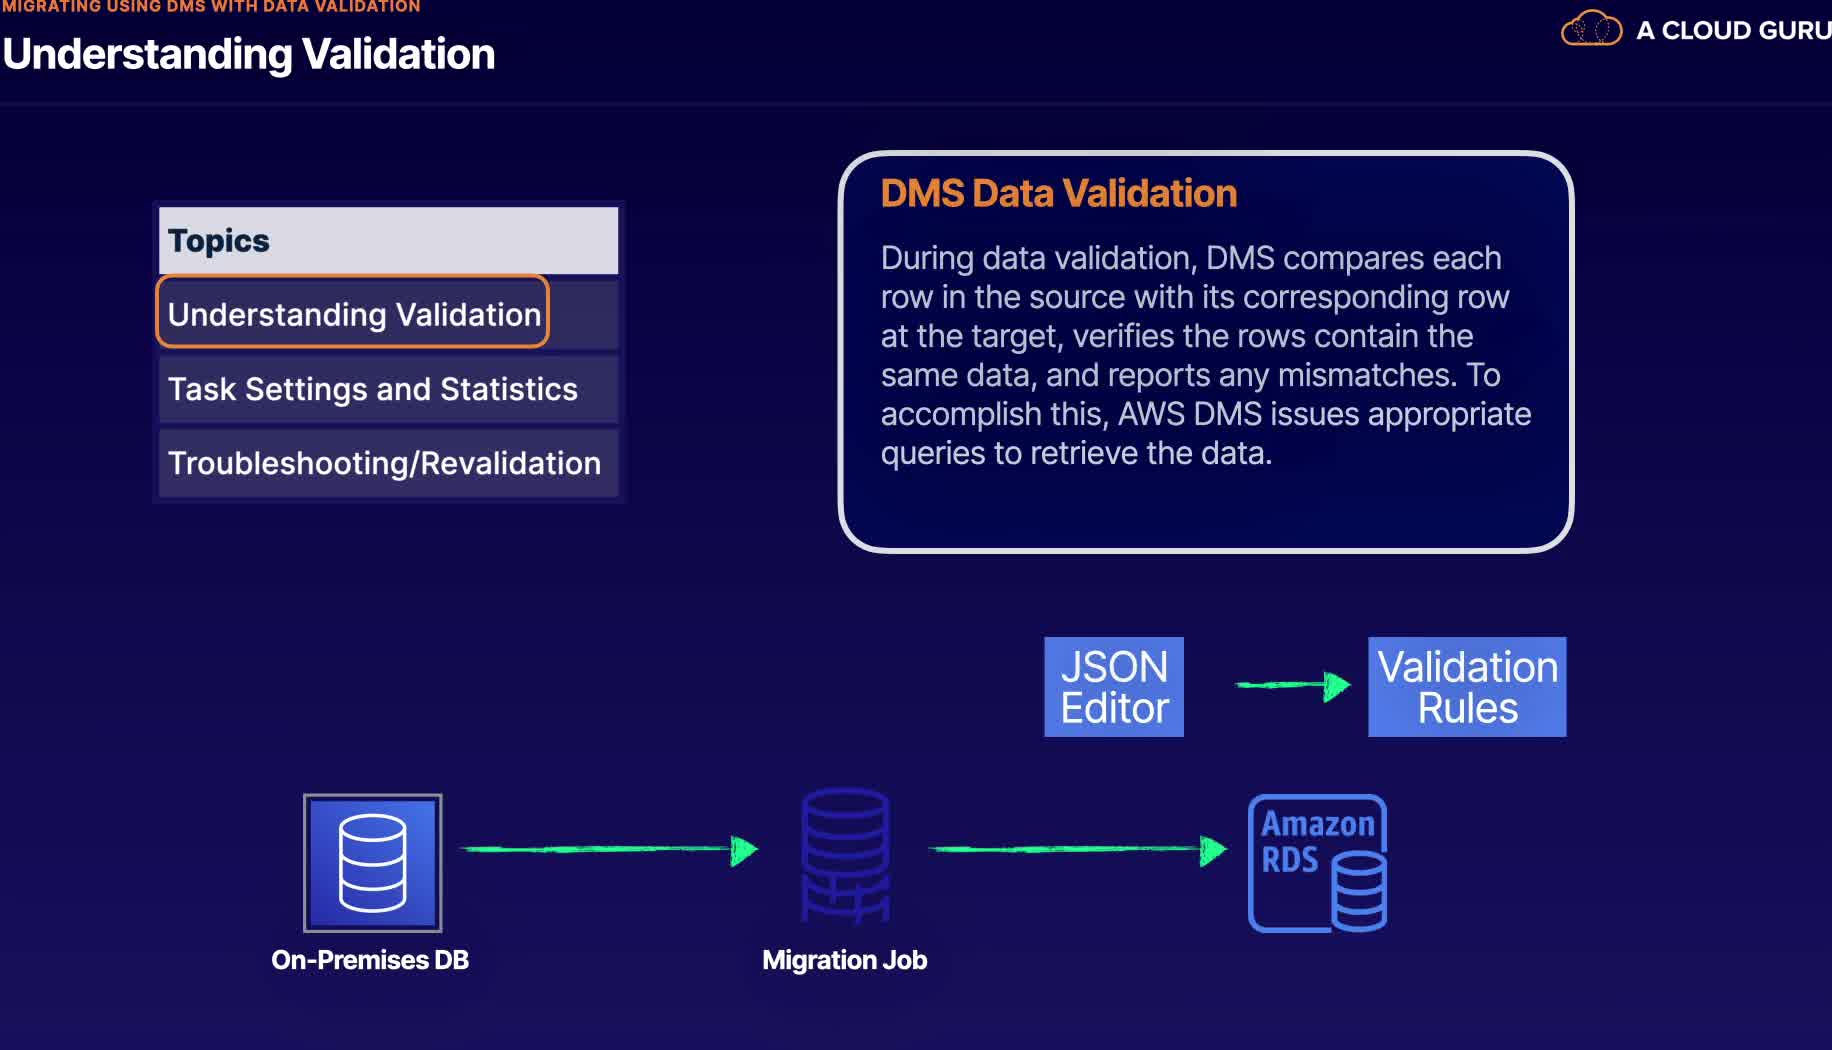 MIGRATING USING DMS WITH DATA VALIDATION
Understanding Validation
A CLOUD GURU
Topics
Understanding Validation
Task Settings and Statistics
Troubleshooting/Revalidation
DMS Data Validation
During data validation, DMS compares each
row in the source with its corresponding row
at the target, verifies the rows contain the
same data, and reports any mismatches. To
accomplish this, AWS DMS issues appropriate
queries to retrieve the data.
JSON
Editor
Validation
Rules
Amazon
RDS
On-Premises DB
Migration Job